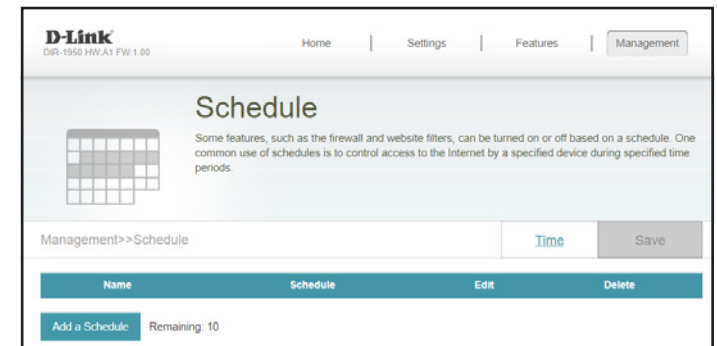 D-Link
DIR-1950 HW:A1 FW:1.00
Home | Settings | Features | Management
Schedule
Some features, such as the firewall and website filters, can be turned on or off based on a schedule. One
common use of schedules is to control access to the Internet by a specified device during specified time
periods.
Management>>Schedule
Time
Save
Name Schedule Edit Delete
Add a Schedule Remaining: 10